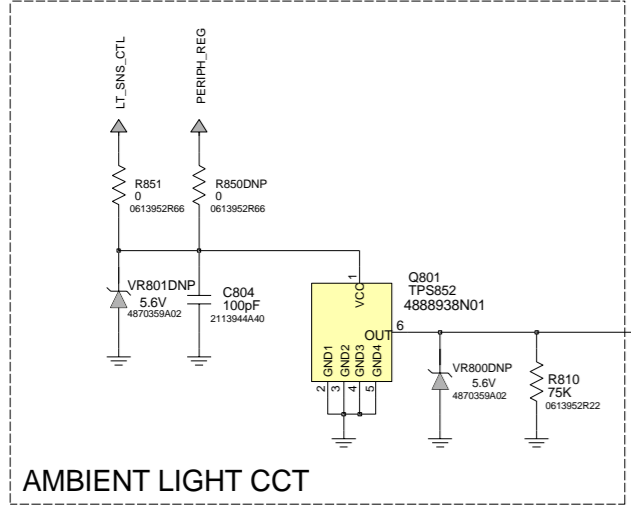 LT_SNS_CTL
PERIPH_REG
R851
0
0613952R66
R850DNP
0
0613952R66
VR801DNP
5.6V
4870359A02
C804
100pF
2113944A40
Q801
TPS852
4888938N01
1
VCC
OUT
6
GND1
GND2
GND3
GND4
2
3
4
5
VR800DNP
5.6V
4870359A02
R810
75K
0613952R22
AMBIENT LIGHT CCT